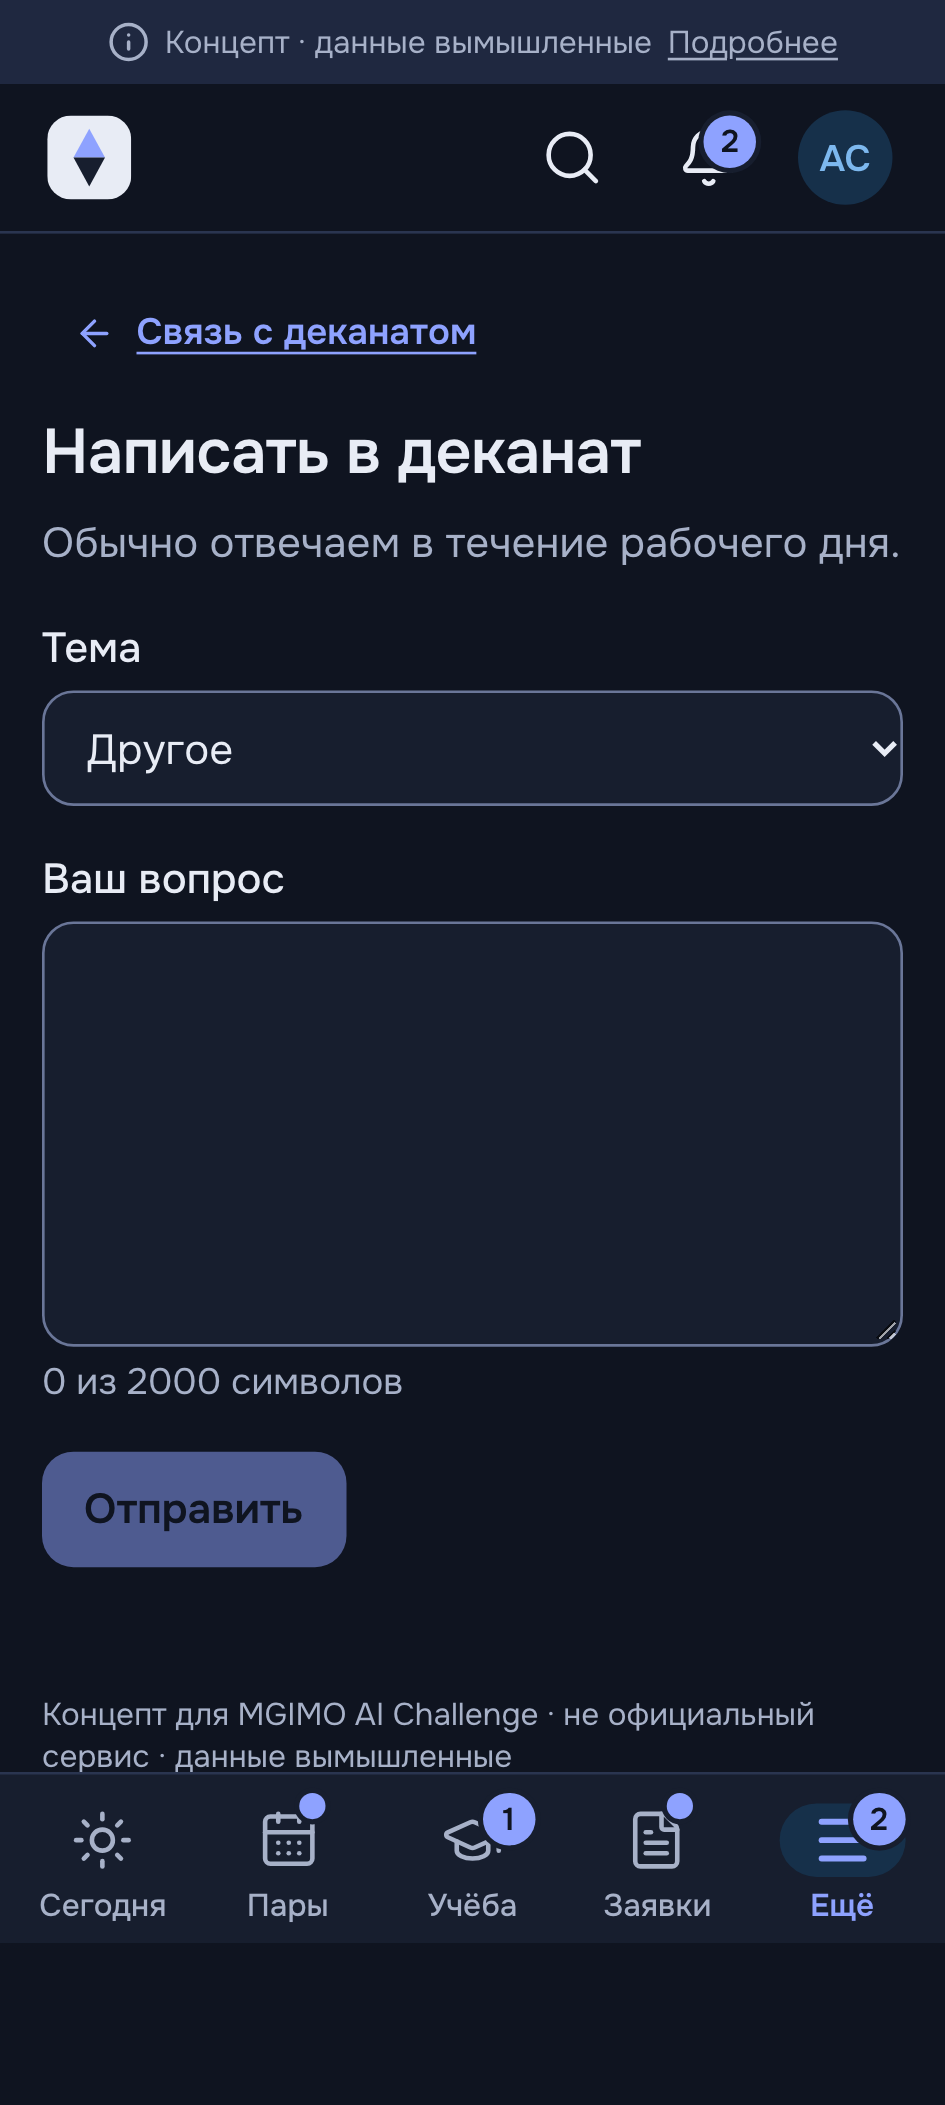 Концепт · данные вымышленные Подробнее
2
АС
Связь с деканатом
Написать в деканат
Обычно отвечаем в течение рабочего дня.
Тема
Другое
Ваш вопрос
0 из 2000 символов
Отправить
Концепт для MGIMO AI Challenge · не официальный
сервис · данные вымышленные
1
2
Сегодня
Пары
Учёба
Заявки
Ещё